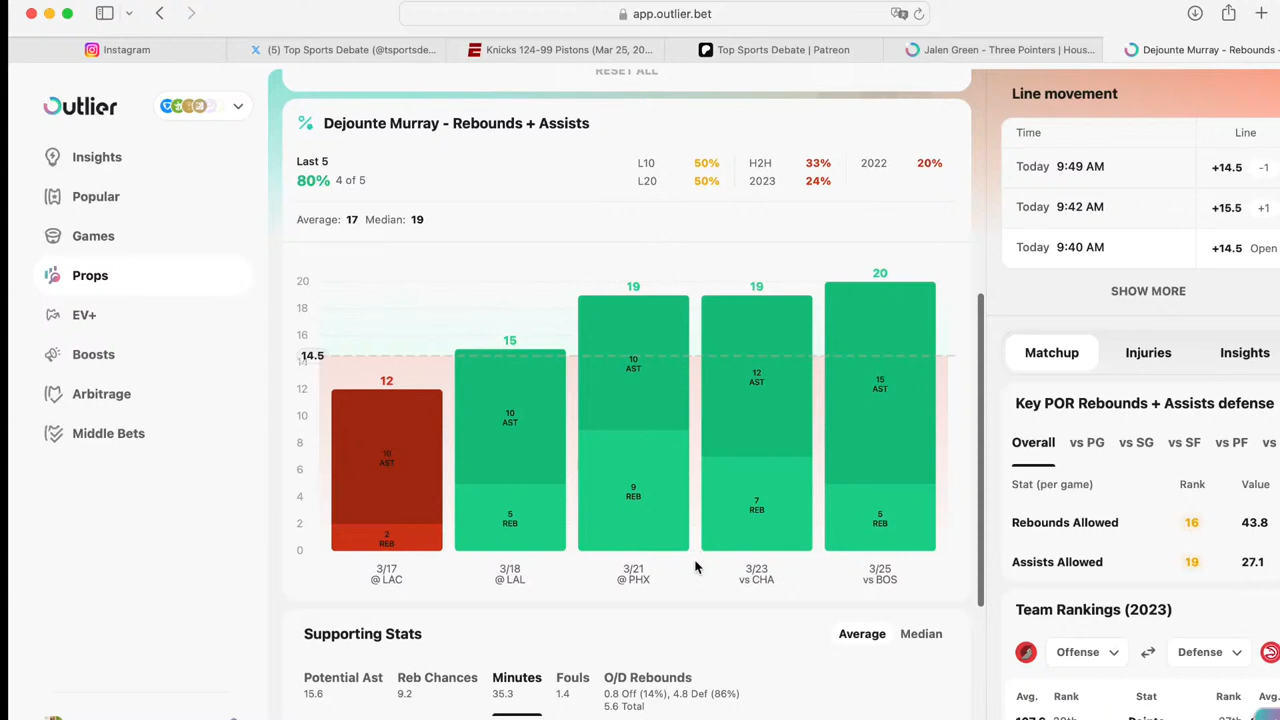 app.outlier.bet
Instagram
(5) Top Sports Debate (@tsportsde...
Knicks 124-99 Pistons (Mar 25, 20...
Top Sports Debate | Patreon
Jalen Green - Three Pointers | Hous...
Dejounte Murray - Rebounds -
RESET ALL
Outlier
Insights
Popular
Games
Props
EV+
Boosts
Arbitrage
Middle Bets
Dejounte Murray - Rebounds + Assists
Last 5
80% 4 of 5
L10 50% H2H 33% 2022 20%
L20 50% 2023 24%
Average: 17 Median: 19
20
18
16
14.5
12
10
8
6
4
2
0
12
10
AST
2
REB
3/17
@ LAC
15
10
AST
5
REB
3/18
@ LAL
19
10
AST
9
REB
3/21
@ PHX
19
12
AST
7
REB
3/23
vs CHA
20
15
AST
5
REB
3/25
vs BOS
Supporting Stats
Average Median
Potential Ast Reb Chances Minutes Fouls O/D Rebounds
15.6 9.2 35.3 1.4 0.8 Off (14%), 4.8 Def (86%)
5.6 Total
Line movement
Time Line
Today 9:49 AM +14.5 -1
Today 9:42 AM +15.5 +1
Today 9:40 AM +14.5 Open
SHOW MORE
Matchup Injuries Insights
Key POR Rebounds + Assists defense
Overall vs PG vs SG vs SF vs PF vs
Stat (per game) Rank Value
Rebounds Allowed 16 43.8
Assists Allowed 19 27.1
Team Rankings (2023)
Offense Defense
Avg. Rank Stat Avg. Rank